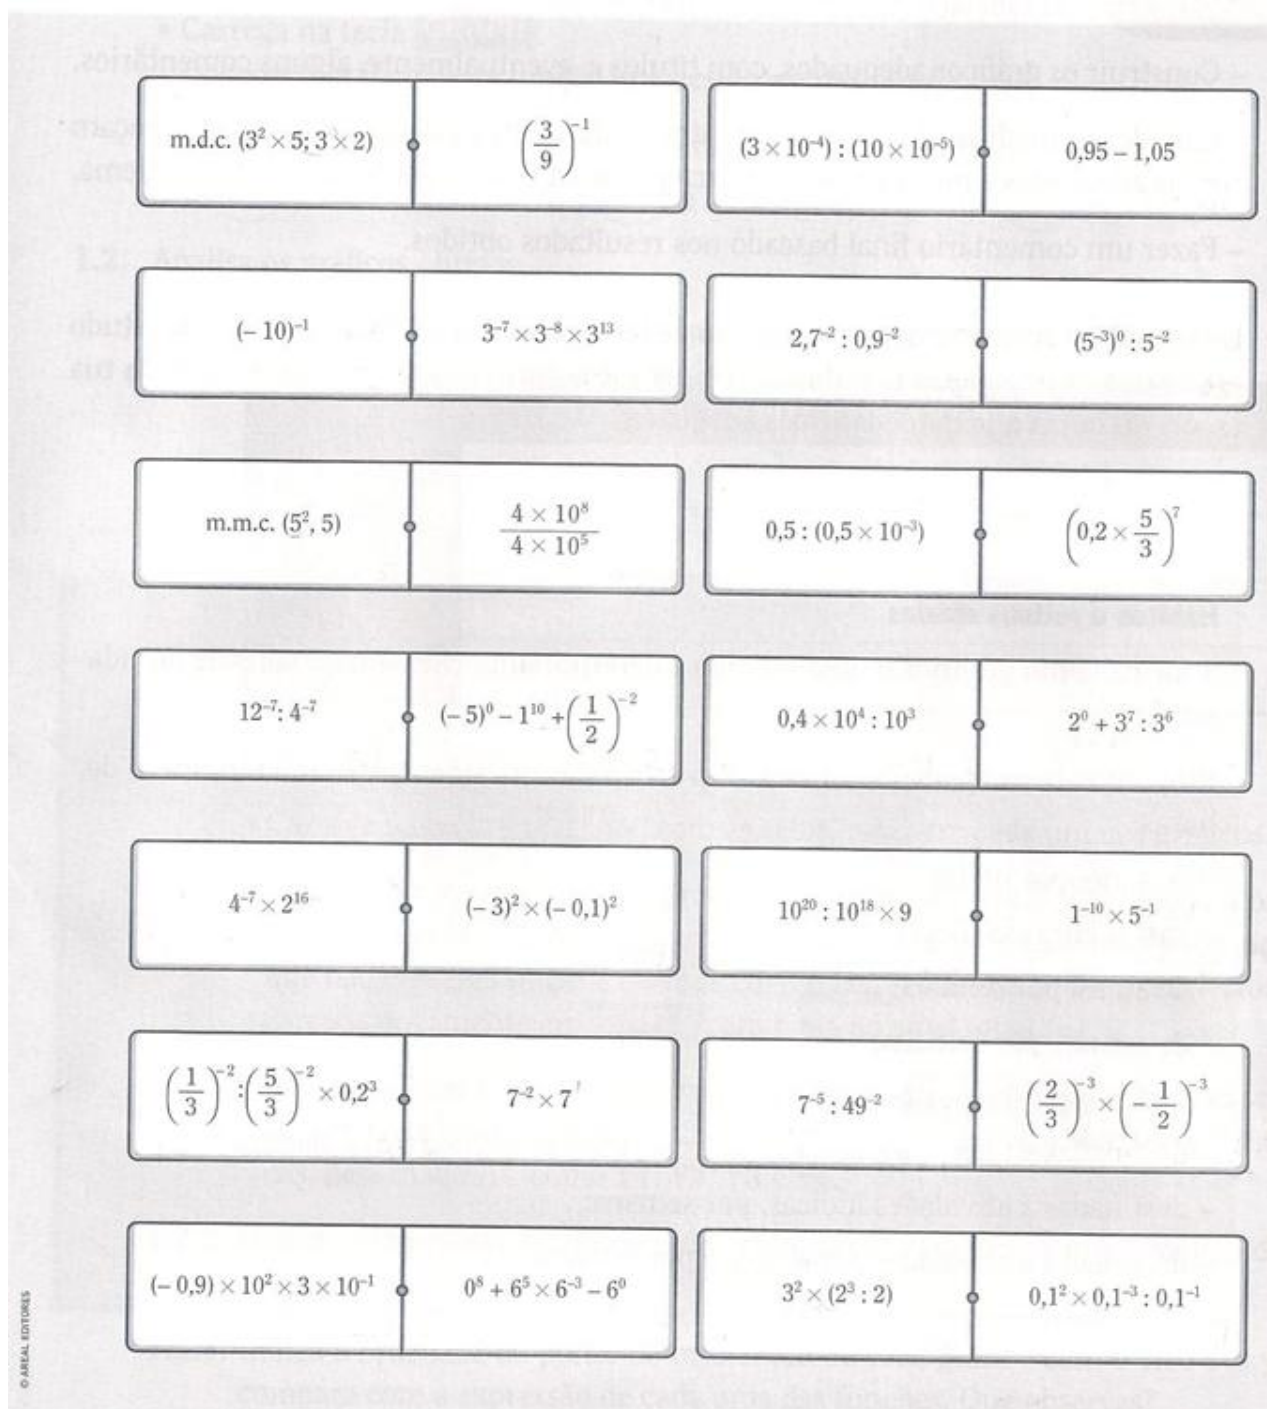 m.d.c. (3² × 5; 3 × 2) (3/9)⁻¹
(3 × 10⁻⁴) : (10 × 10⁻⁵) 0,95 – 1,05
(– 10)⁻¹ 3⁻⁷ × 3⁻⁸ × 3¹³
2,7⁻² : 0,9⁻² (5⁻³)⁰ : 5⁻²
m.m.c. (5², 5) (4 × 10⁸)/(4 × 10⁵)
0,5 : (0,5 × 10⁻³) (0,2 × 5/3)⁷
12⁻⁷: 4⁻⁷ (– 5)⁰ – 1¹⁰ + (1/2)⁻²
0,4 × 10⁴ : 10³ 2⁰ + 3⁷ : 3⁶
4⁻⁷ × 2¹⁶ (– 3)² × (– 0,1)²
10²⁰ : 10¹⁸ × 9 1⁻¹⁰ × 5⁻¹
(1/3)⁻² : (5/3)⁻² × 0,2³ 7⁻² × 7
7⁻⁵ : 49⁻² (2/3)⁻³ × (– 1/2)⁻³
(– 0,9) × 10² × 3 × 10⁻¹ 0⁸ + 6⁵ × 6⁻³ – 6⁰
3² × (2³ : 2) 0,1² × 0,1⁻³ : 0,1⁻¹
© AREAL EDITORES